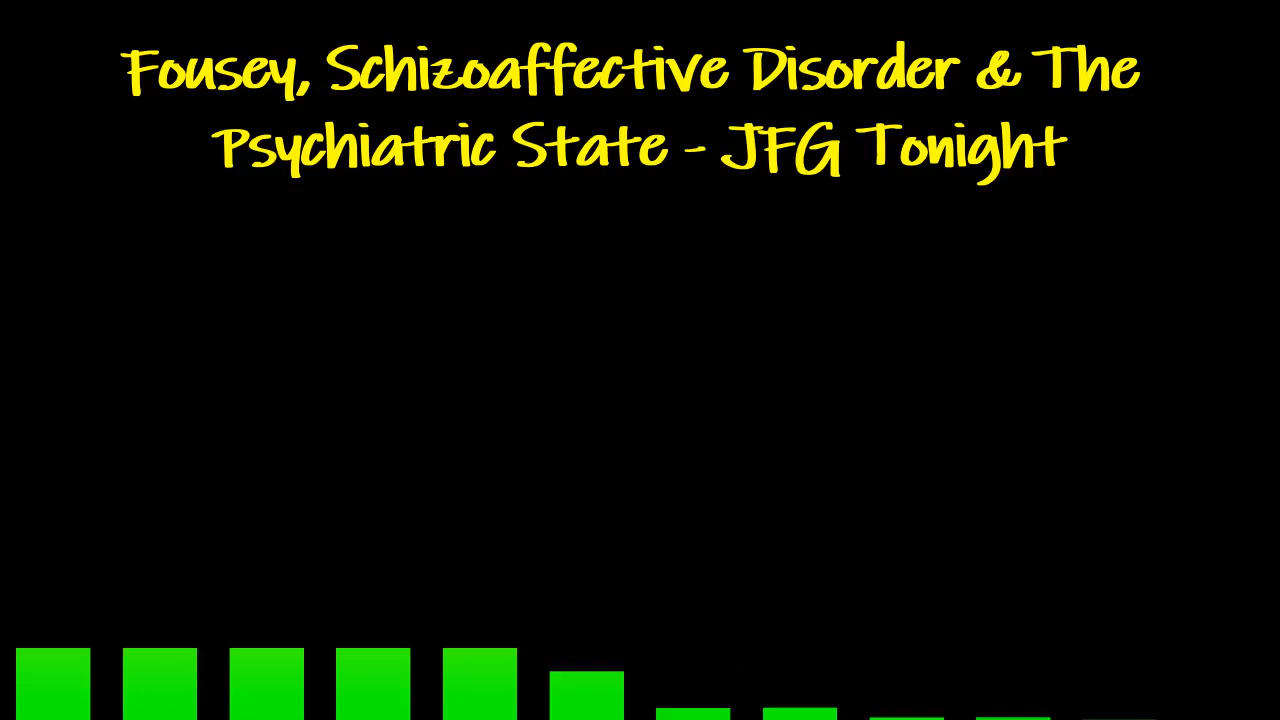 Fousey, Schizoaffective Disorder & The
Psychiatric State - JFG Tonight